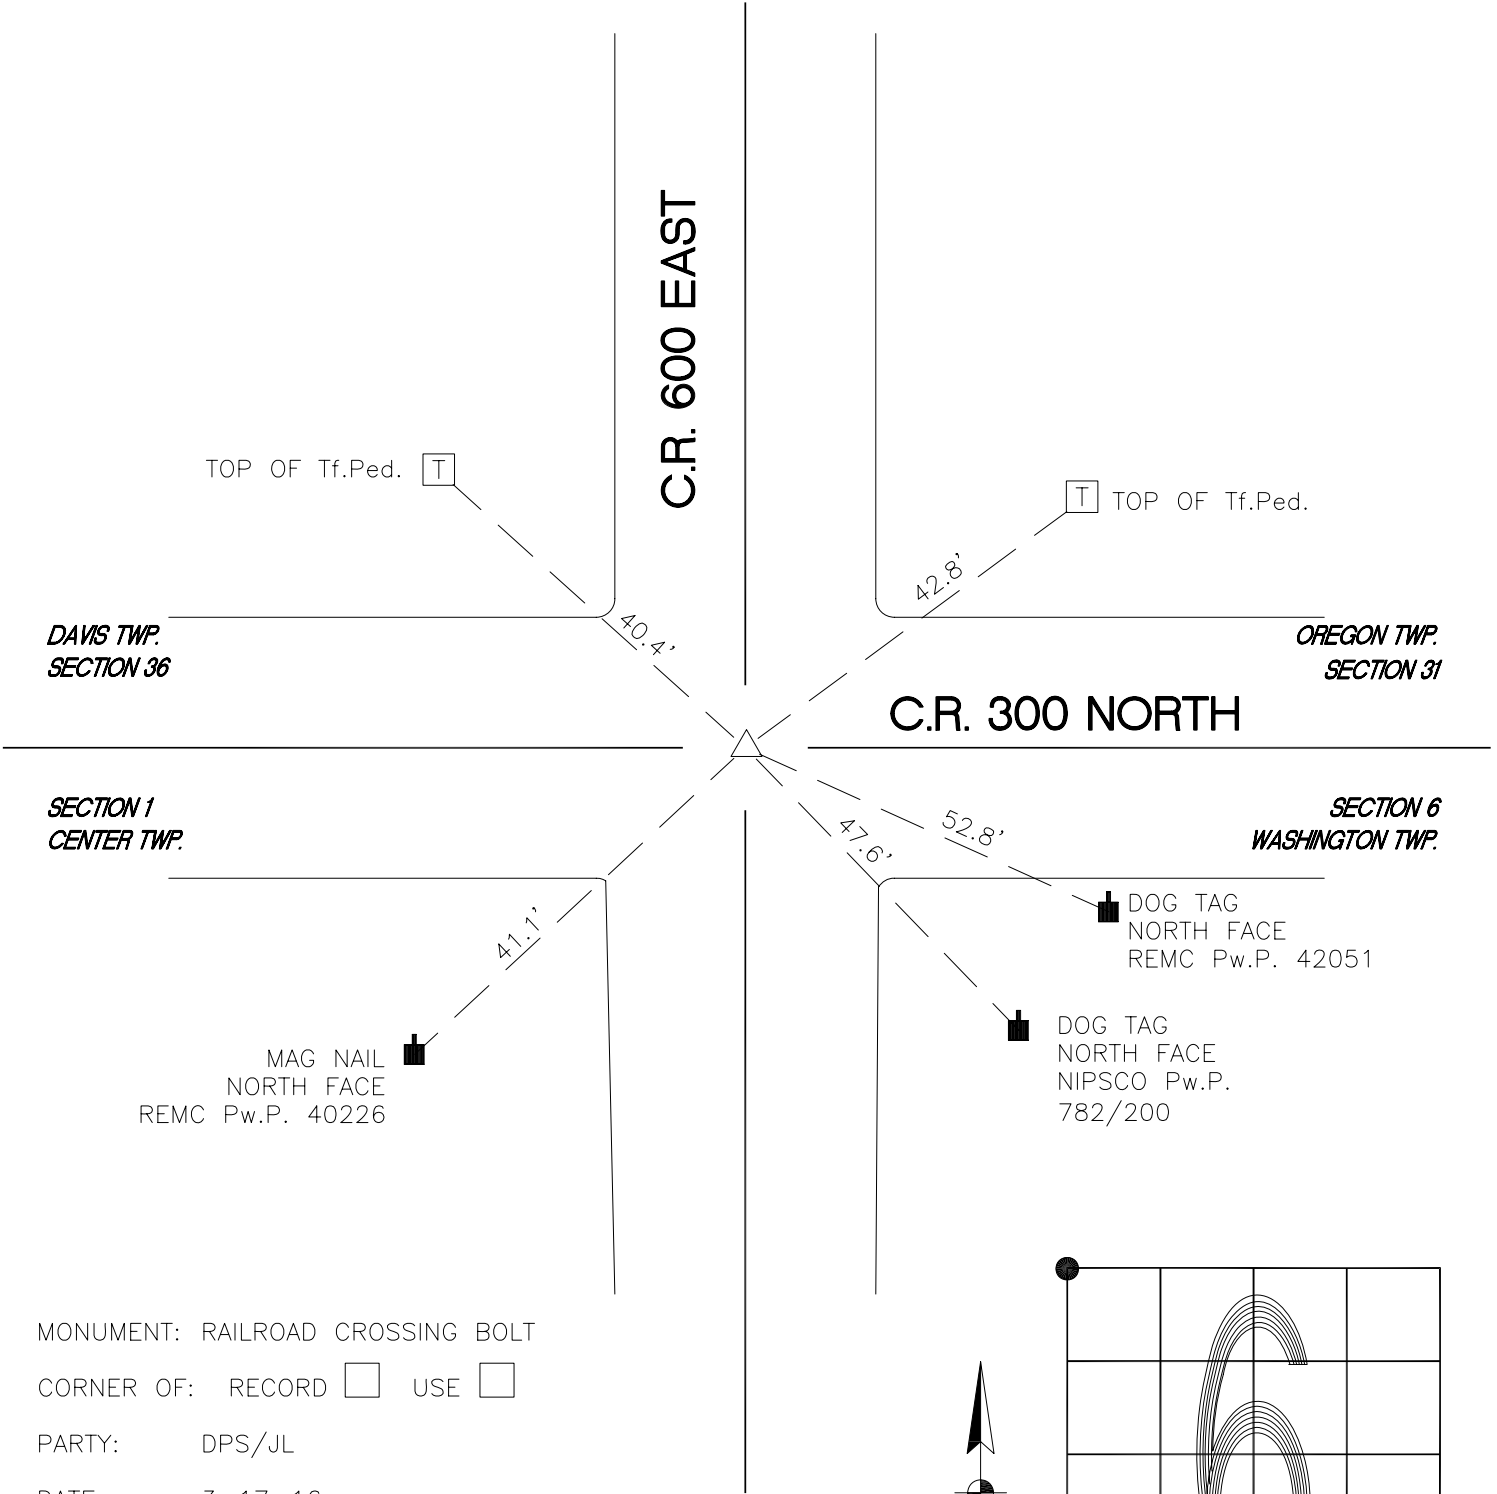 C.R. 600 EAST
TOP OF Tf.Ped. T
T TOP OF Tf.Ped.
42.8'
40.4'
DAVIS TWP.
SECTION 36
OREGON TWP.
SECTION 31
C.R. 300 NORTH
SECTION 1
CENTER TWP.
SECTION 6
WASHINGTON TWP.
47.6'
52.8'
41.1'
DOG TAG
NORTH FACE
REMC Pw.P. 42051
MAG NAIL
NORTH FACE
REMC Pw.P. 40226
DOG TAG
NORTH FACE
NIPSCO Pw.P.
782/200
MONUMENT: RAILROAD CROSSING BOLT
CORNER OF: RECORD USE
PARTY: DPS/JL
6